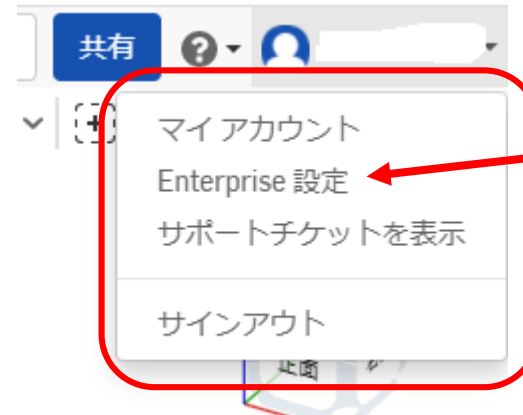 共有
マイ アカウント
Enterprise 設定
サポートチケットを表示
サインアウト
正面